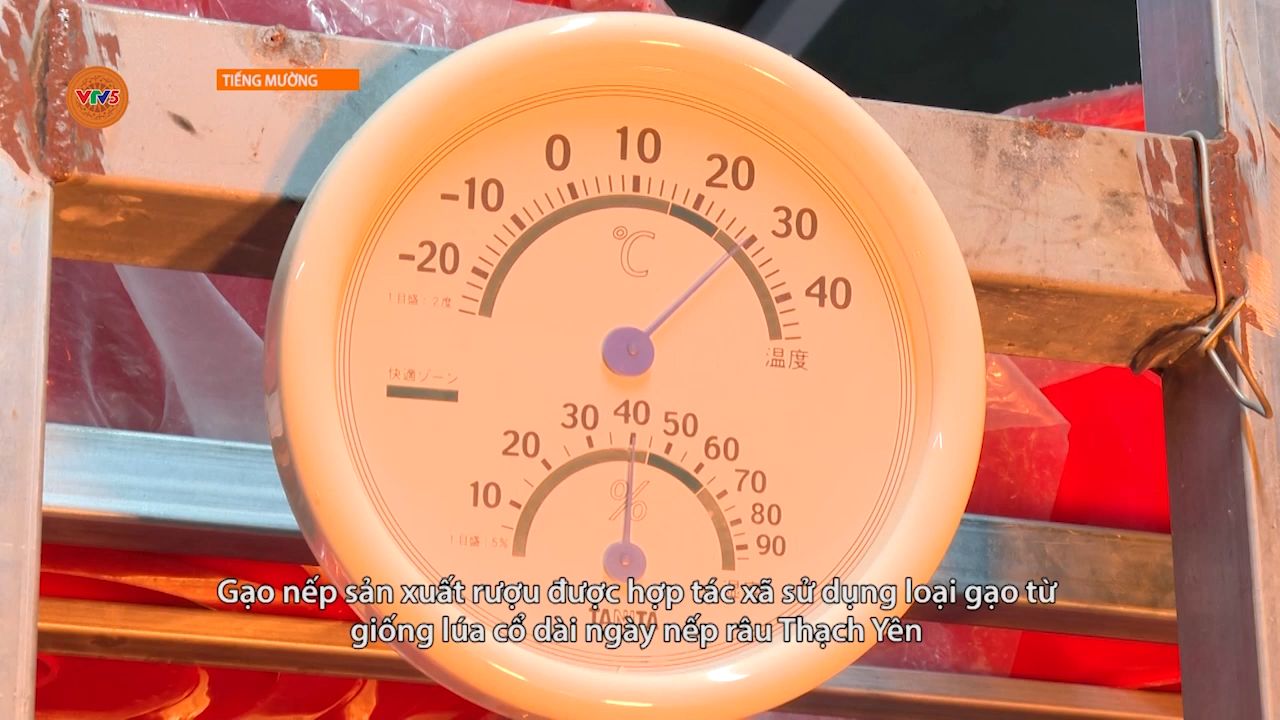 TIẾNG MƯỜNG
VTV5
-20
-10
0
10
20
30
40
°C
1目盛:2度
温度
快適ゾーン
10
20
30
40
50
60
70
80
90
%
1目盛 5%
TANITA
Gạo nếp sản xuất rượu được hợp tác xã sử dụng loại gạo từ
giống lúa cổ dài ngày nếp râu Thạch Yên